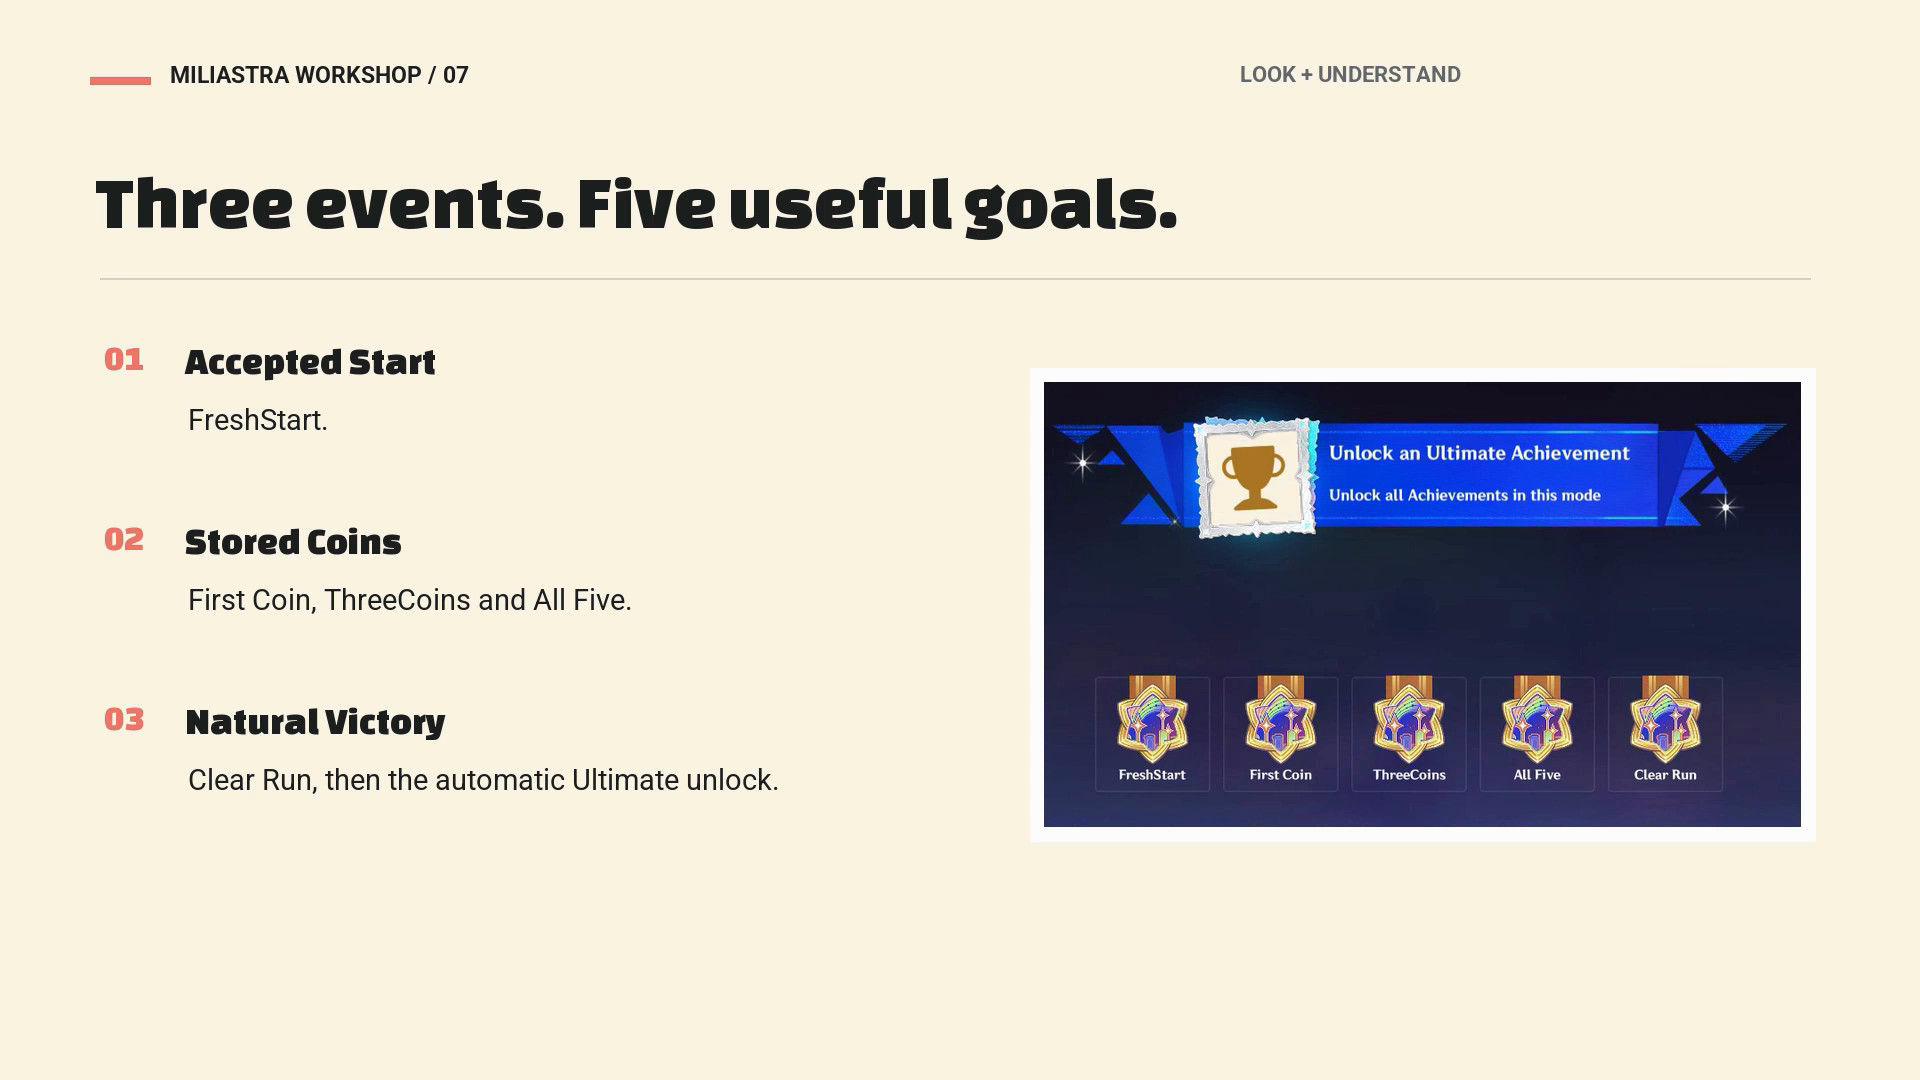 MILIASTRA WORKSHOP / 07
LOOK + UNDERSTAND
Three events. Five useful goals.
01 Accepted Start
FreshStart.
02 Stored Coins
First Coin, ThreeCoins and All Five.
03 Natural Victory
Clear Run, then the automatic Ultimate unlock.
Unlock an Ultimate Achievement
Unlock all Achievements in this mode
FreshStart
First Coin
ThreeCoins
All Five
Clear Run